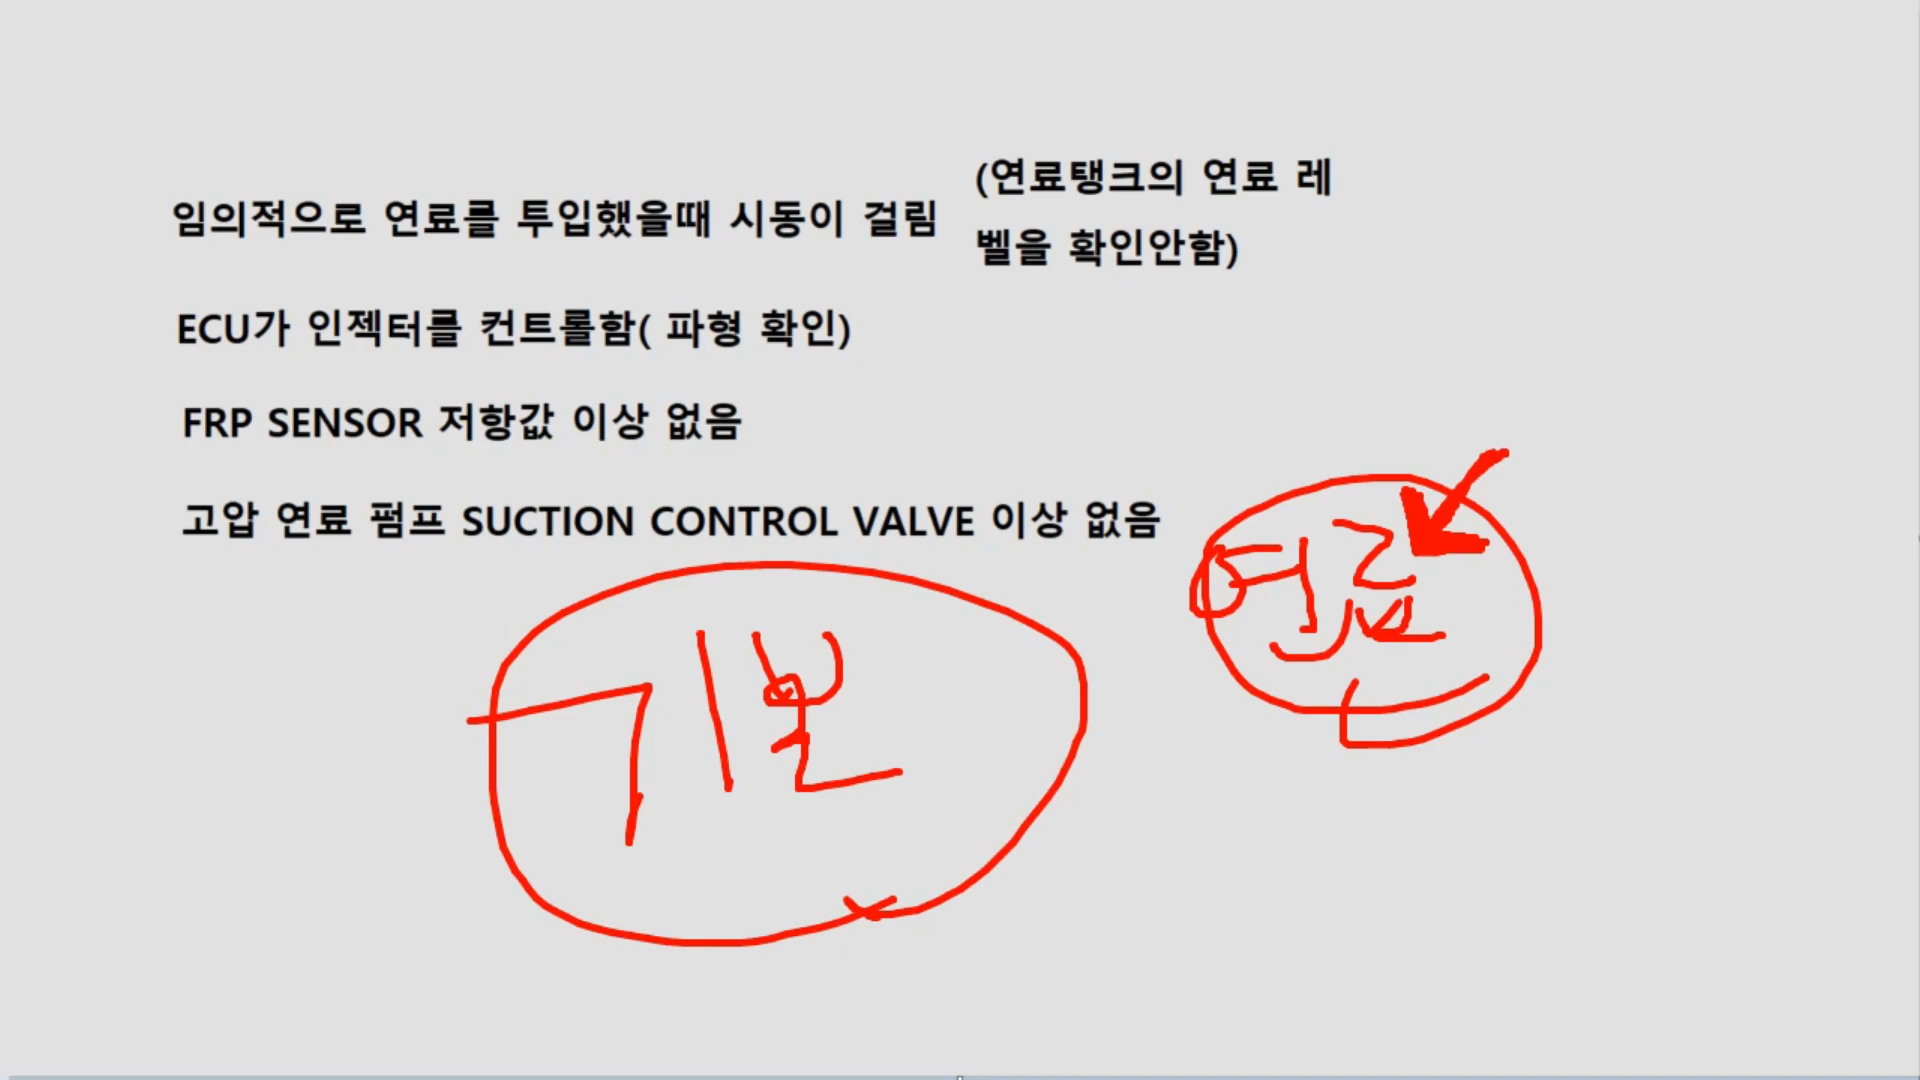 임의적으로 연료를 투입했을때 시동이 걸림
(연료탱크의 연료 레
벨을 확인안함)
ECU가 인젝터를 컨트롤함( 파형 확인)
FRP SENSOR 저항값 이상 없음
고압 연료 펌프 SUCTION CONTROL VALVE 이상 없음
연료
기본